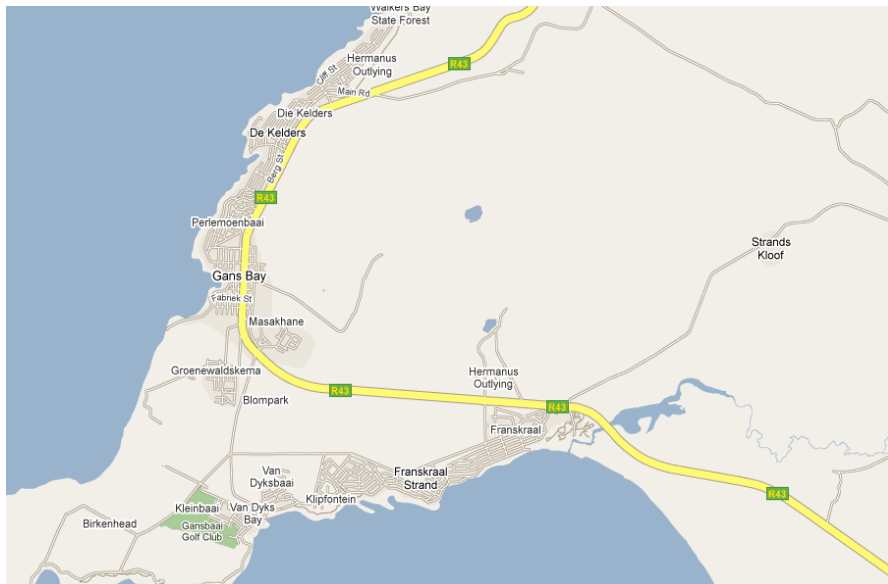 Walkers Bay
State Forest
Hermanus
Outlying
Cliff St
R43
Main Rd
Die Kelders
De Kelders
Berg St
R43
Perlemoenbaai
Strands
Kloof
Gans Bay
Fabriek St
Masakhane
Groenewaldskema
Hermanus
Outlying
R43
Blompark
R43
Franskraal
Van
Dyksbaai
Franskraal
Strand
R43
Klipfontein
Kleinbaai
Van Dyks
Bay
Birkenhead
Gansbaai
Golf Club